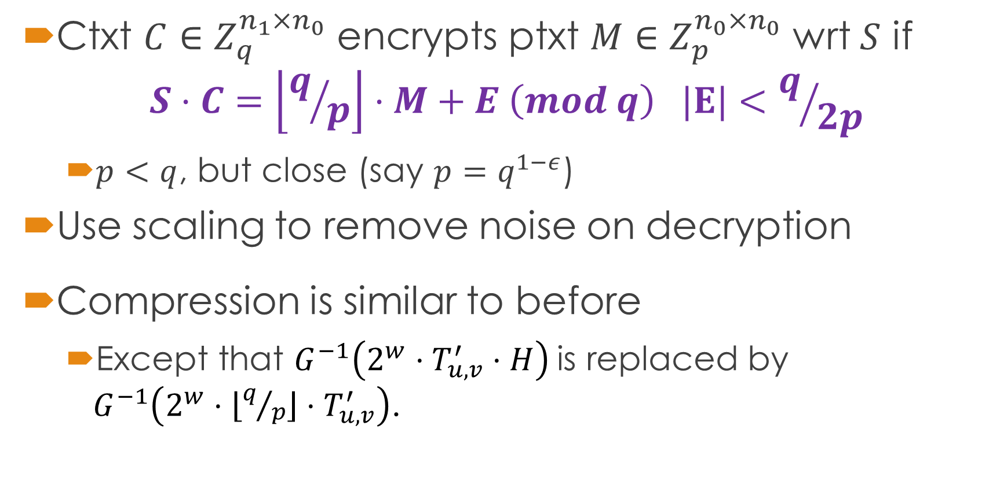 Ctxt $C \in Z_q^{n_1 \times n_0}$ encrypts ptxt $M \in Z_p^{n_0 \times n_0}$ wrt $S$ if
$S \cdot C = \lfloor q/p \rfloor \cdot M + E \ (mod\ q) \quad |E| < q/2p$
$p < q$, but close (say $p = q^{1-\epsilon}$)
Use scaling to remove noise on decryption
Compression is similar to before
Except that $G^{-1}(2^w \cdot T'_{u,v} \cdot H)$ is replaced by
$G^{-1}(2^w \cdot \lfloor q/p \rfloor \cdot T'_{u,v})$.